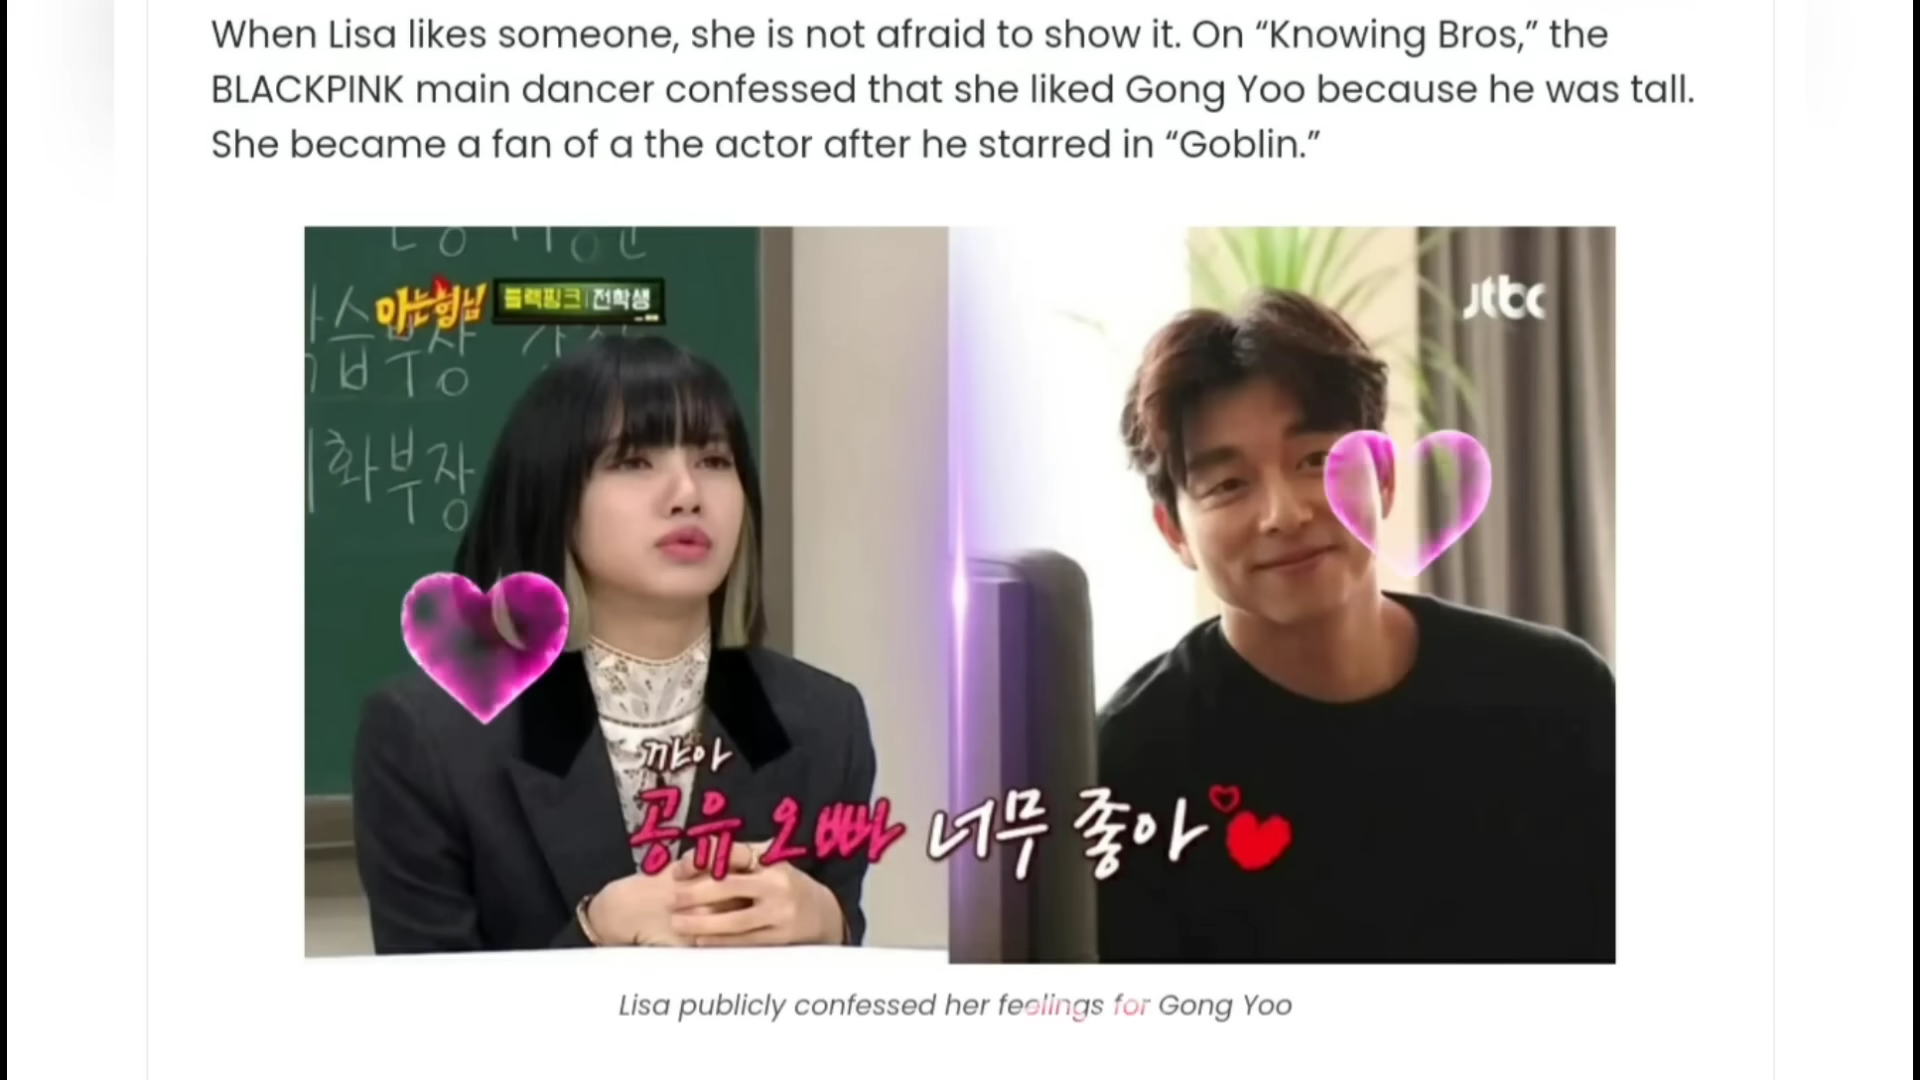 When Lisa likes someone, she is not afraid to show it. On “Knowing Bros,” the
BLACKPINK main dancer confessed that she liked Gong Yoo because he was tall.
She became a fan of a the actor after he starred in “Goblin.”
아는형님
블랙핑크 전학생
jtbc
화부장
꺄아
공유 오빠 너무 좋아
Lisa publicly confessed her feelings for Gong Yoo